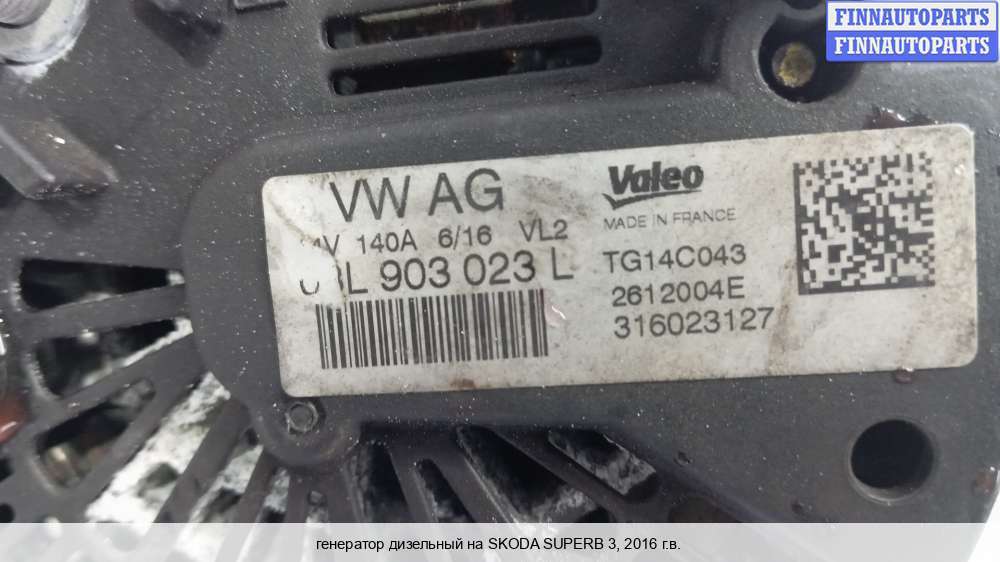 FINNAUTOPARTS
FINNAUTOPARTS
VW AG
140A 6/16 VL2
903 023 L
Valeo
MADE IN FRANCE
TG14C043
2612004E
316023127
генератор дизельный на SKODA SUPERB 3, 2016 г.в.